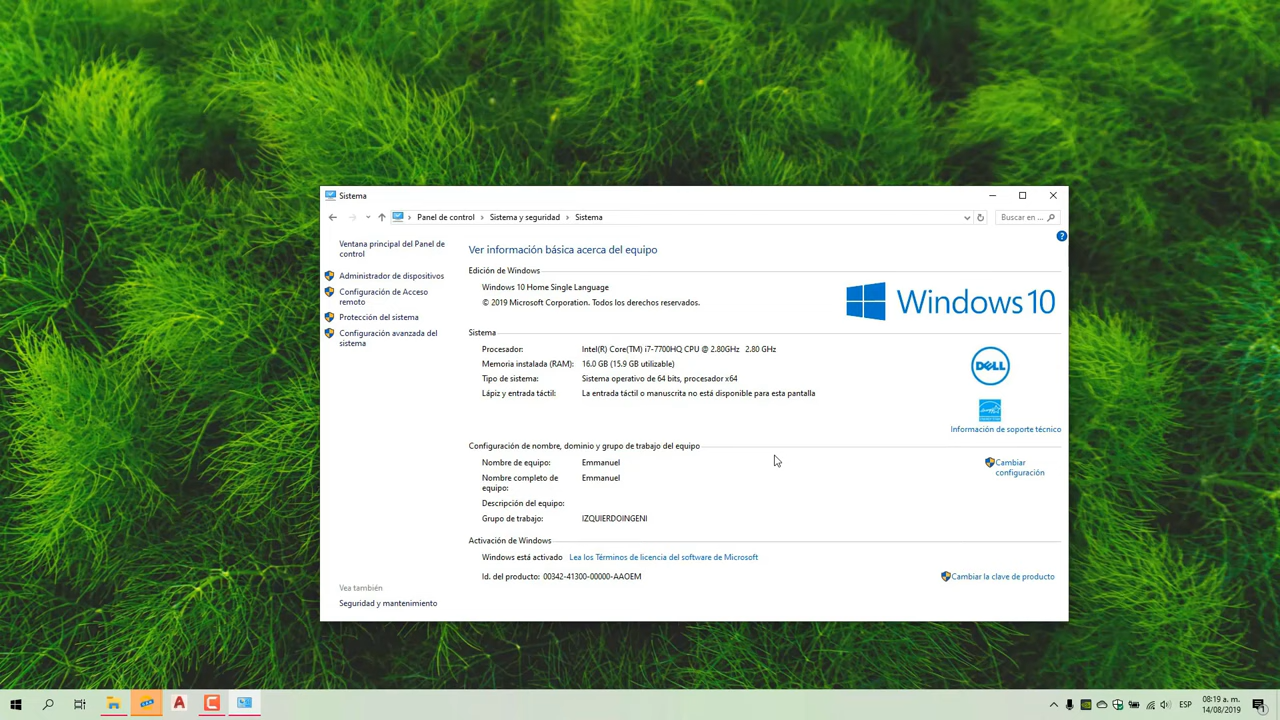 Sistema
Panel de control
Sistema y seguridad
Sistema
Buscar en ...
Ventana principal del Panel de
control
Administrador de dispositivos
Configuración de Acceso
remoto
Protección del sistema
Configuración avanzada del
sistema
Ver información básica acerca del equipo
Edición de Windows
Windows 10 Home Single Language
© 2019 Microsoft Corporation. Todos los derechos reservados.
Windows 10
Sistema
Procesador: Intel(R) Core(TM) i7-7700HQ CPU @ 2.80GHz 2.80 GHz
Memoria instalada (RAM): 16.0 GB (15.9 GB utilizable)
Tipo de sistema: Sistema operativo de 64 bits, procesador x64
Lápiz y entrada táctil: La entrada táctil o manuscrita no está disponible para esta pantalla
DELL
Información de soporte técnico
Configuración de nombre, dominio y grupo de trabajo del equipo
Nombre de equipo: Emmanuel
Nombre completo de
equipo: Emmanuel
Descripción del equipo:
Grupo de trabajo: IZQUIERDOINGENI
Cambiar
configuración
Activación de Windows
Windows está activado Lea los Términos de licencia del software de Microsoft
Id. del producto: 00342-41300-00000-AAOEM
Cambiar la clave de producto
Vea también
Seguridad y mantenimiento
ESP
08:19 a. m.
14/08/2019